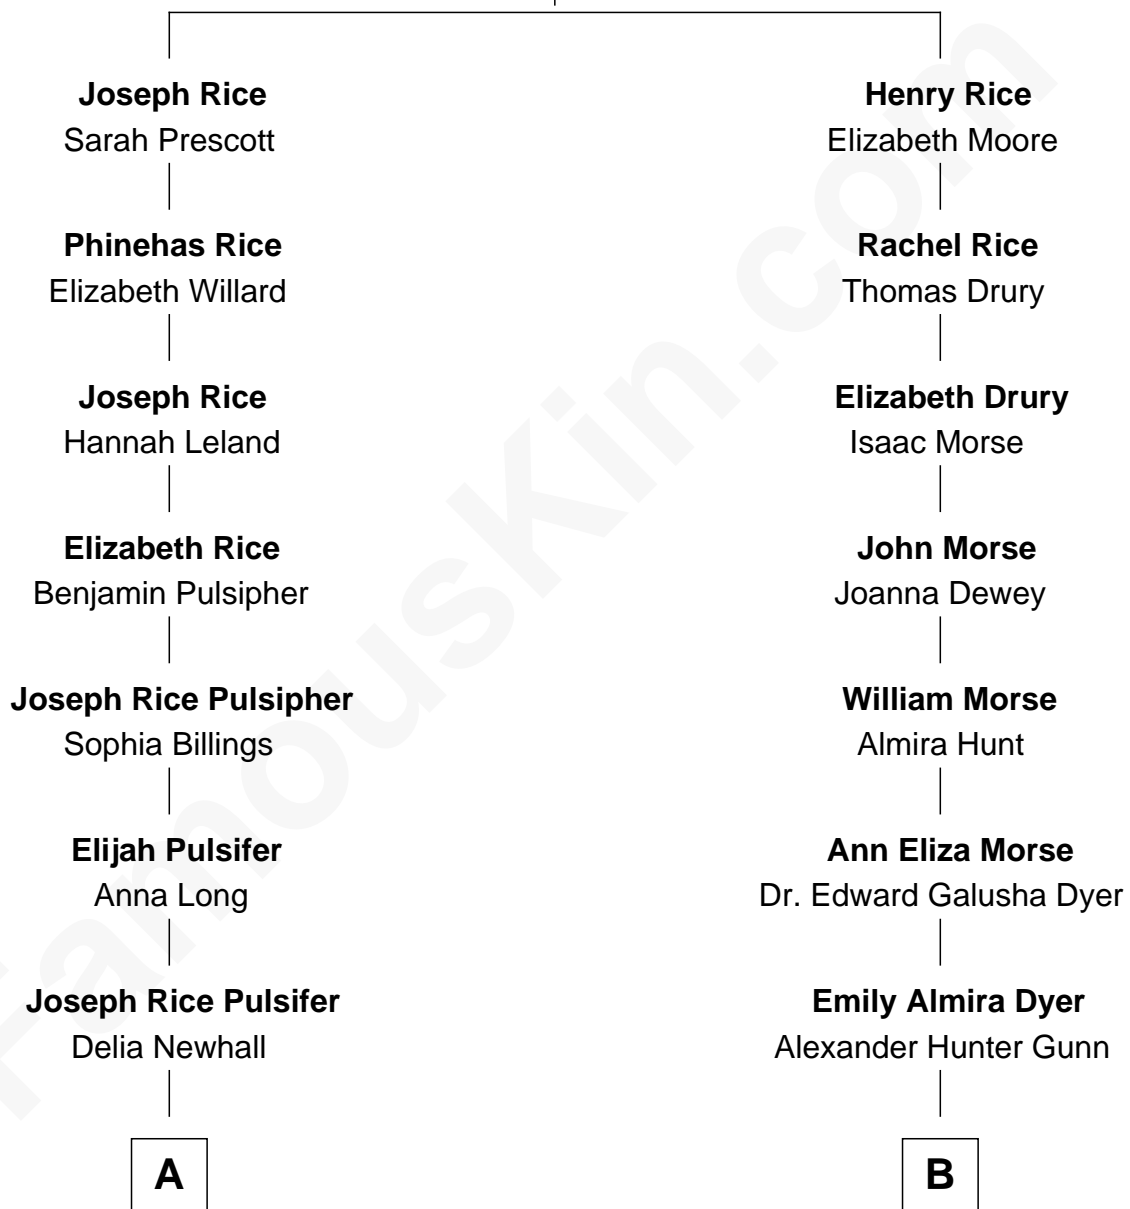 Joseph Rice
Sarah Prescott
Phinehas Rice
Elizabeth Willard
Joseph Rice
Hannah Leland
Elizabeth Rice
Benjamin Pulsipher
Joseph Rice Pulsipher
Sophia Billings
Elijah Pulsifer
Anna Long
Joseph Rice Pulsifer
Delia Newhall
A
Henry Rice
Elizabeth Moore
Rachel Rice
Thomas Drury
Elizabeth Drury
Isaac Morse
John Morse
Joanna Dewey
William Morse
Almira Hunt
Ann Eliza Morse
Dr. Edward Galusha Dyer
Emily Almira Dyer
Alexander Hunter Gunn
B
FamousKin.com